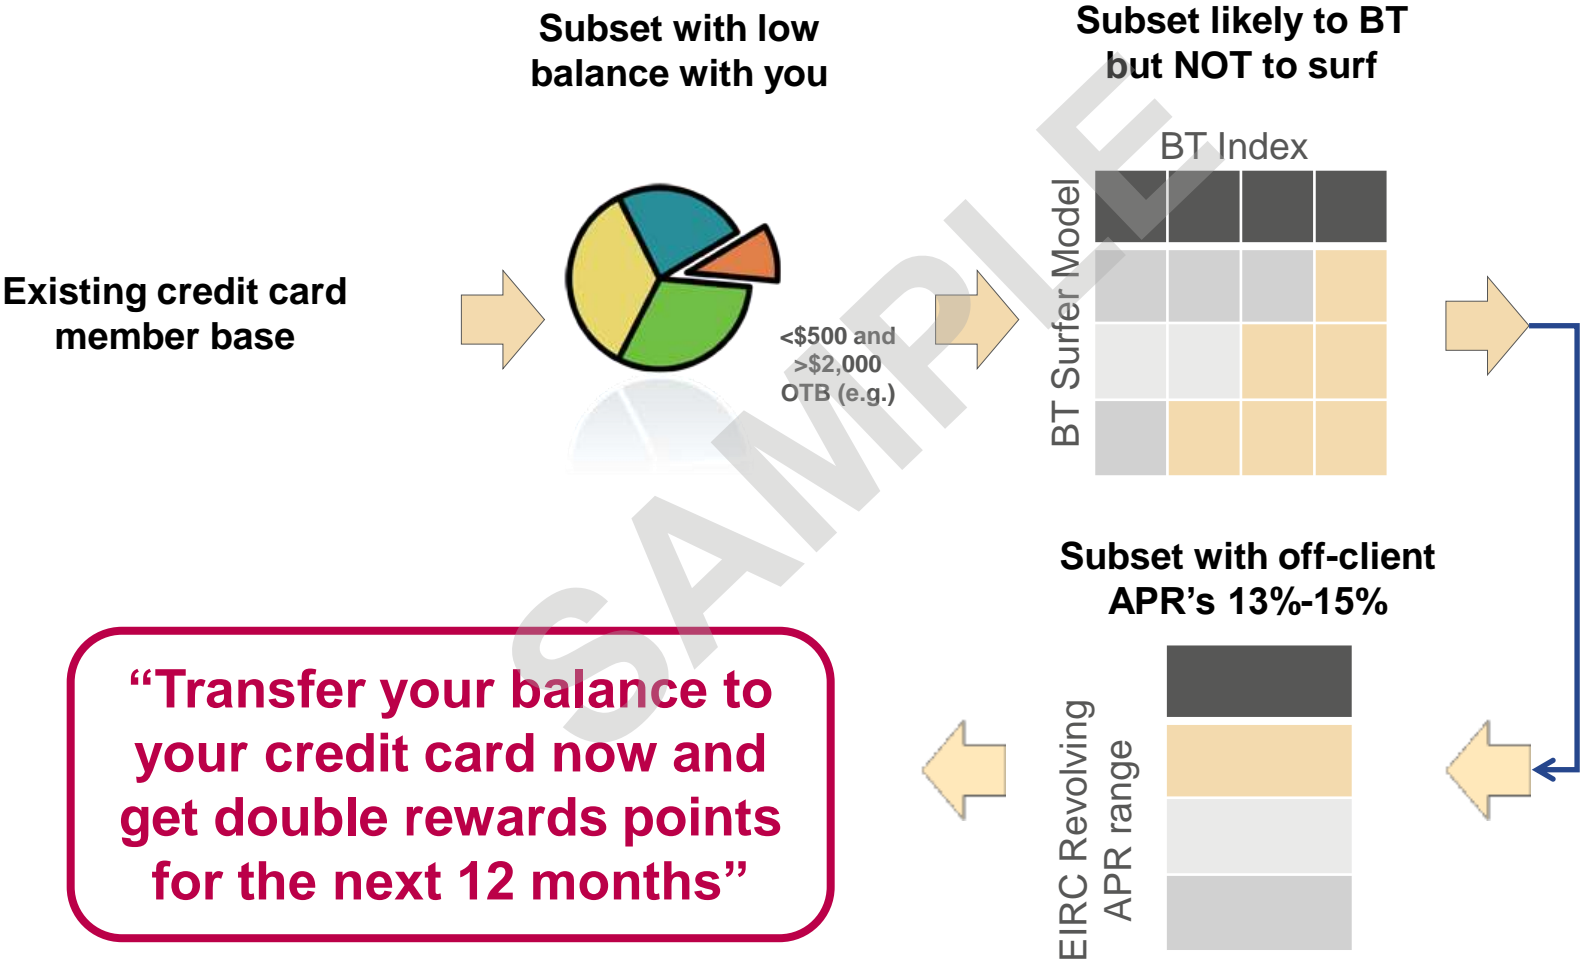 Subset with low
balance with you
Subset likely to BT
but NOT to surf
Existing credit card
member base
<$500 and
>$2,000
OTB (e.g.)
BT Index
BT Surfer Model
Subset with off-client
APR’s 13%-15%
EIRC Revolving
APR range
“Transfer your balance to
your credit card now and
get double rewards points
for the next 12 months”
SAMPLE